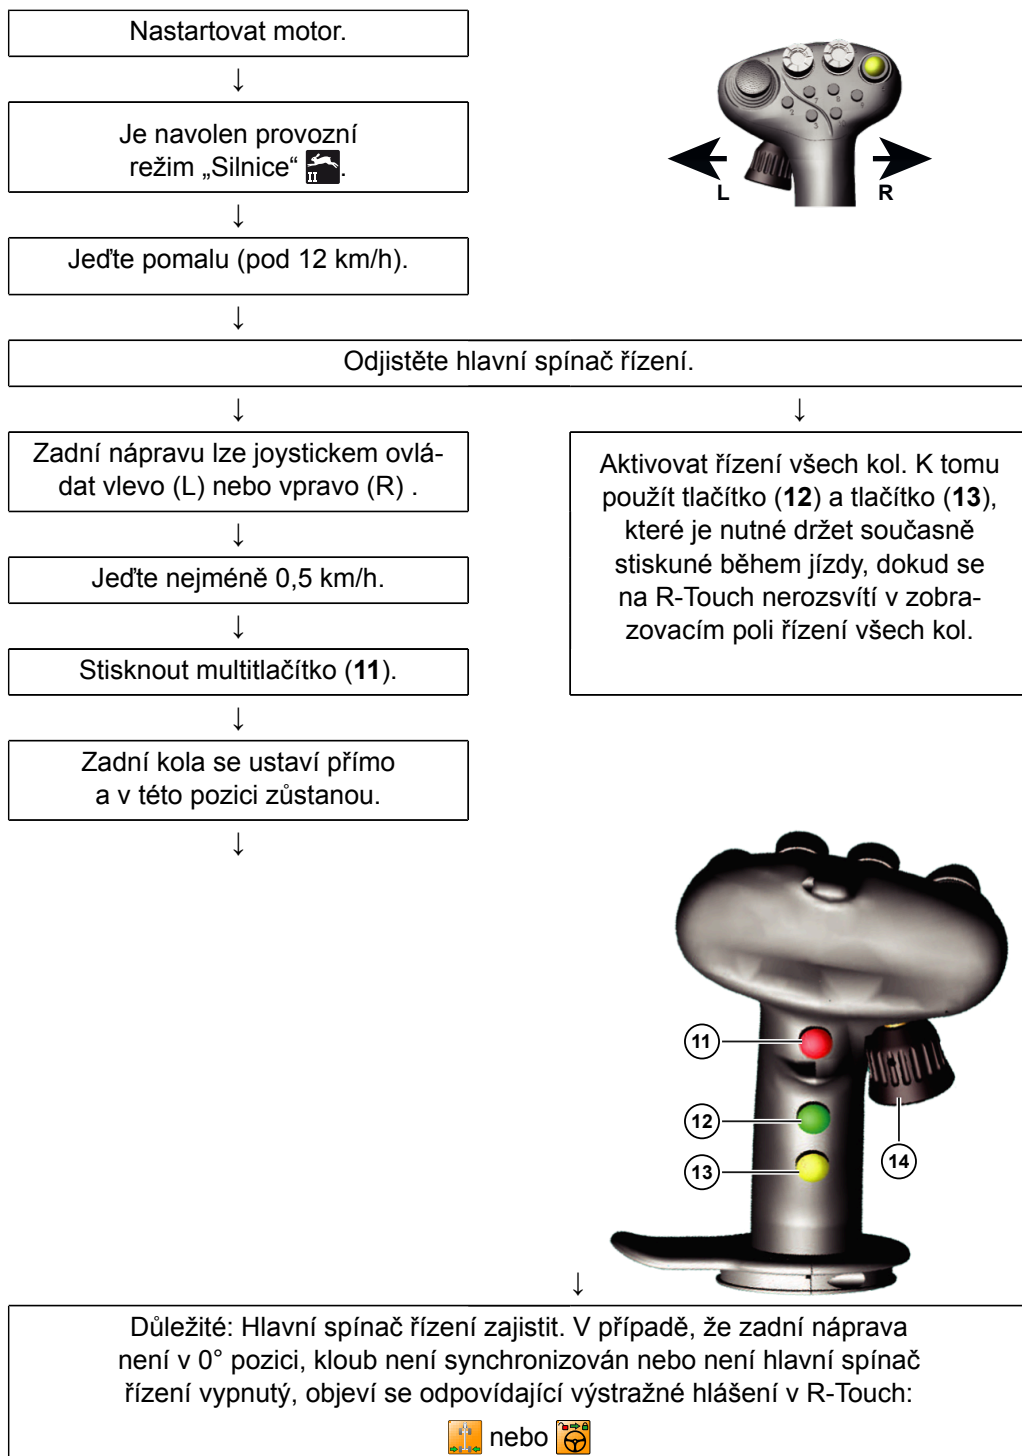 Nastartovat motor.
↓
Je navolen provozní
režim „Silnice“ II.
↓
Jeďte pomalu (pod 12 km/h).
↓
L R
Odjistěte hlavní spínač řízení.
↓
Zadní nápravu lze joystickem ovlá-
dat vlevo (L) nebo vpravo (R) .
↓
Jeďte nejméně 0,5 km/h.
↓
Stisknout multitlačítko (11).
↓
Zadní kola se ustaví přímo
a v této pozici zůstanou.
↓
↓
Aktivovat řízení všech kol. K tomu
použít tlačítko (12) a tlačítko (13),
které je nutné držet současně
stiskuné během jízdy, dokud se
na R-Touch nerozsvítí v zobra-
zovacím poli řízení všech kol.
11
12
13
14
↓
Důležité: Hlavní spínač řízení zajistit. V případě, že zadní náprava
není v 0° pozici, kloub není synchronizován nebo není hlavní spínač
řízení vypnutý, objeví se odpovídající výstražné hlášení v R-Touch:
nebo